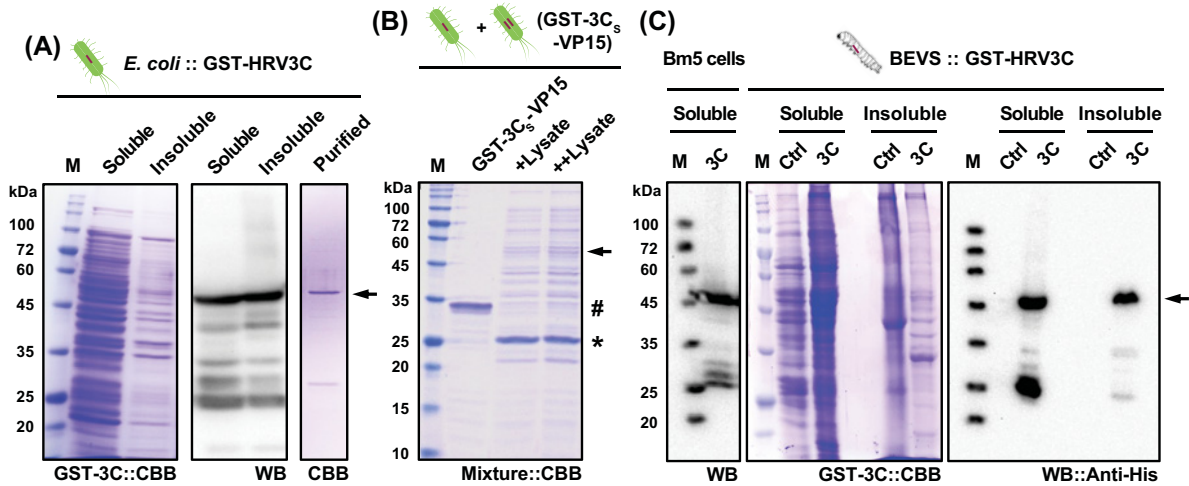 (A)
E. coli :: GST-HRV3C
Soluble
Insoluble
Soluble
Insoluble
Purified
M
kDa
100
72
60
45
35
25
20
GST-3C::CBB
WB
CBB
(B)
+
(GST-3Cs
-VP15)
GST-3Cs-VP15
+Lysate
++Lysate
M
kDa
100
72
60
45
35
25
20
15
10
#
*
Mixture::CBB
(C)
Bm5 cells
BEVS :: GST-HRV3C
Soluble
Soluble
Insoluble
Soluble
Insoluble
M
3C
M
Ctrl
3C
Ctrl
3C
M
Ctrl
3C
Ctrl
3C
kDa
100
72
60
45
35
25
20
WB
GST-3C::CBB
WB::Anti-His